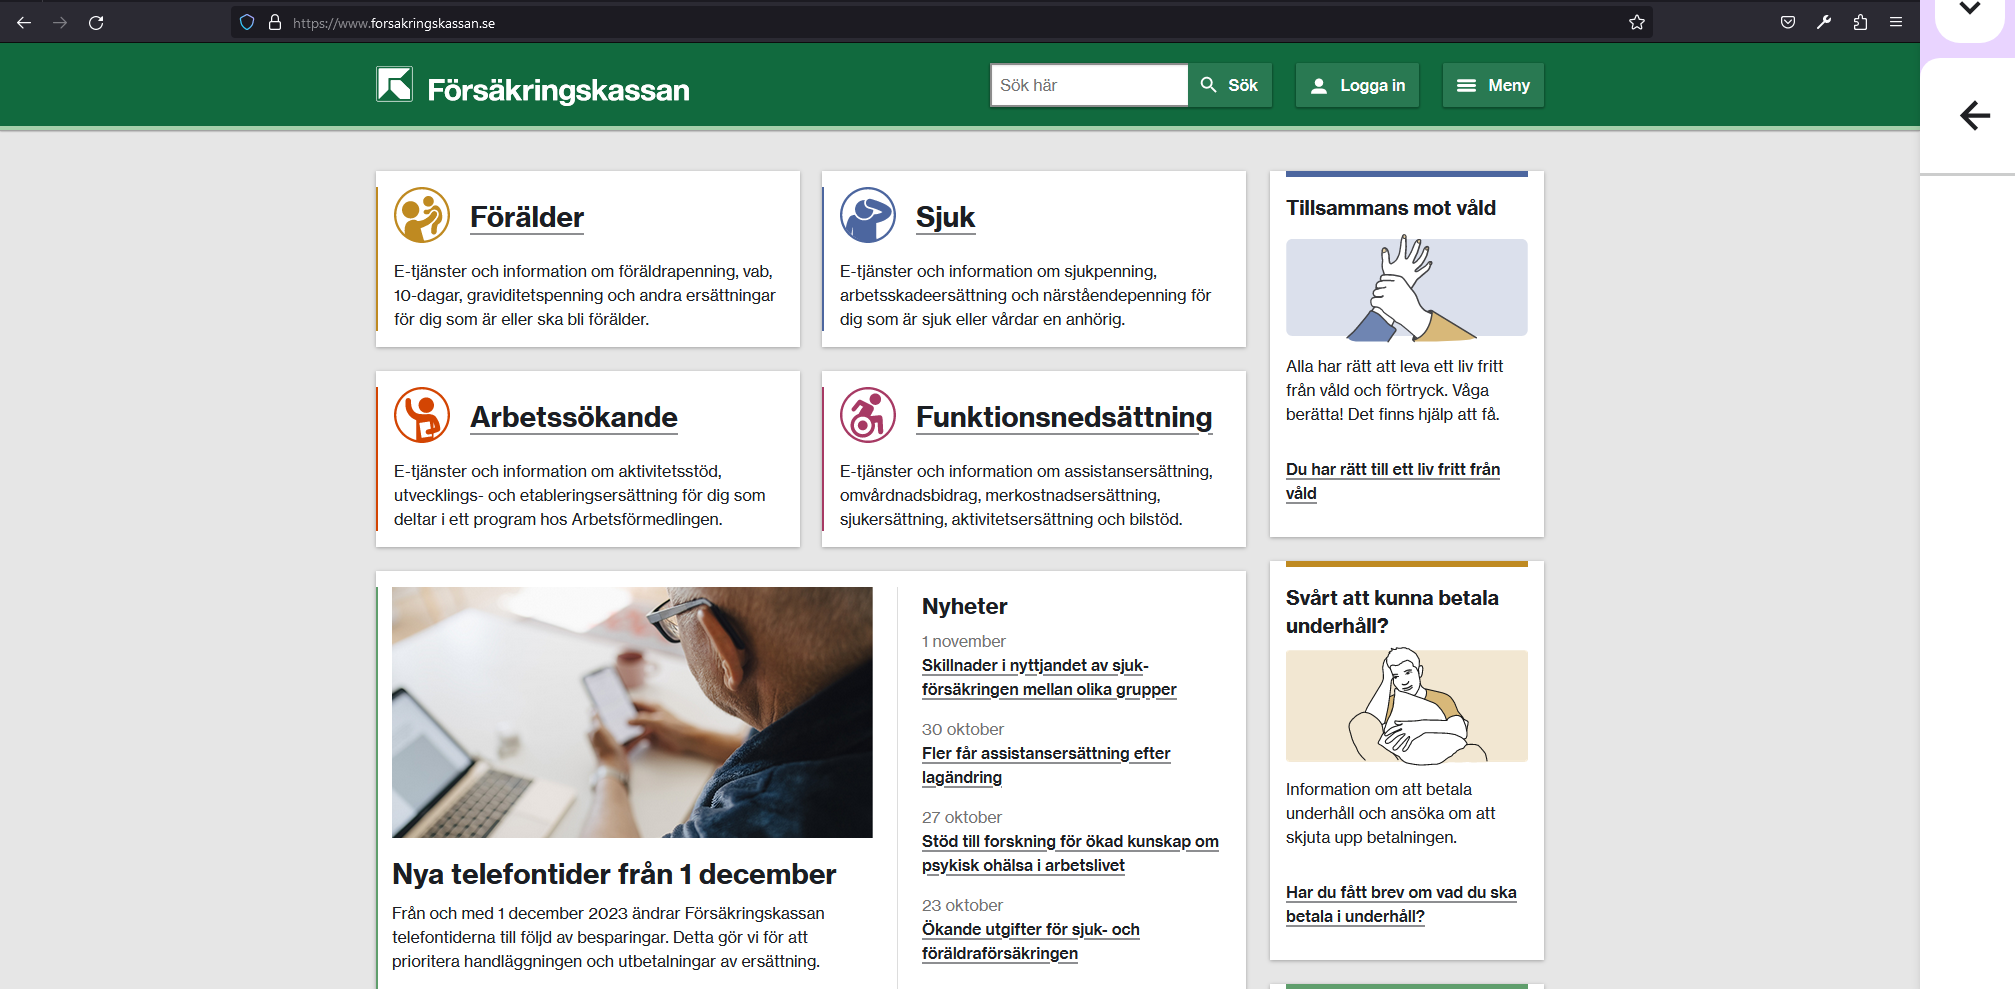 https://www.forsakringskassan.se
Försäkringskassan
Sök här
Sök
Logga in
Meny
Förälder
E-tjänster och information om föräldrapenning, vab,
10-dagar, graviditetspenning och andra ersättningar
för dig som är eller ska bli förälder.
Sjuk
E-tjänster och information om sjukpenning,
arbetsskadeersättning och närståendepenning för
dig som är sjuk eller vårdar en anhörig.
Arbetssökande
E-tjänster och information om aktivitetsstöd,
utvecklings- och etableringsersättning för dig som
deltar i ett program hos Arbetsförmedlingen.
Funktionsnedsättning
E-tjänster och information om assistansersättning,
omvårdnadsbidrag, merkostnadsersättning,
sjukersättning, aktivitetsersättning och bilstöd.
Nya telefontider från 1 december
Från och med 1 december 2023 ändrar Försäkringskassan
telefontiderna till följd av besparingar. Detta gör vi för att
prioritera handläggningen och utbetalningar av ersättning.
Nyheter
1 november
Skillnader i nyttjandet av sjuk-
försäkringen mellan olika grupper
30 oktober
Fler får assistansersättning efter
lagändring
27 oktober
Stöd till forskning för ökad kunskap om
psykisk ohälsa i arbetslivet
23 oktober
Ökande utgifter för sjuk- och
föräldraförsäkringen
Tillsammans mot våld
Alla har rätt att leva ett liv fritt
från våld och förtryck. Våga
berätta! Det finns hjälp att få.
Du har rätt till ett liv fritt från
våld
Svårt att kunna betala
underhåll?
Information om att betala
underhåll och ansöka om att
skjuta upp betalningen.
Har du fått brev om vad du ska
betala i underhåll?